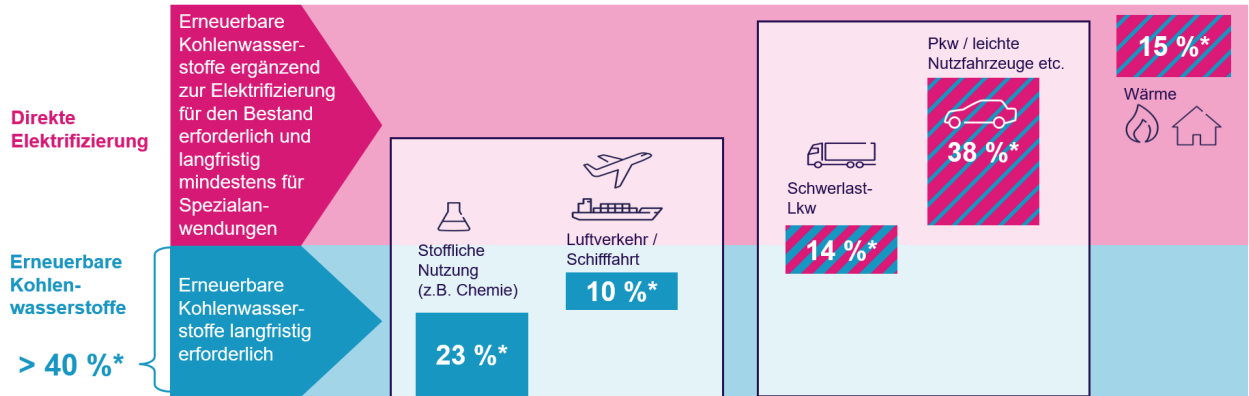 Direkte
Elektrifizierung
Erneuerbare
Kohlenwasser-
stoffe ergänzend
zur Elektrifizierung
für den Bestand
erforderlich und
langfristig
mindestens für
Spezialan-
wendungen
Erneuerbare
Kohlen-
wasserstoffe
> 40 %*
Erneuerbare
Kohlenwasser-
stoffe langfristig
erforderlich
Stoffliche
Nutzung
(z.B. Chemie)
23 %*
Luftverkehr /
Schifffahrt
10 %*
Schwerlast-
Lkw
14 %*
Pkw / leichte
Nutzfahrzeuge etc.
38 %*
15 %*
Wärme